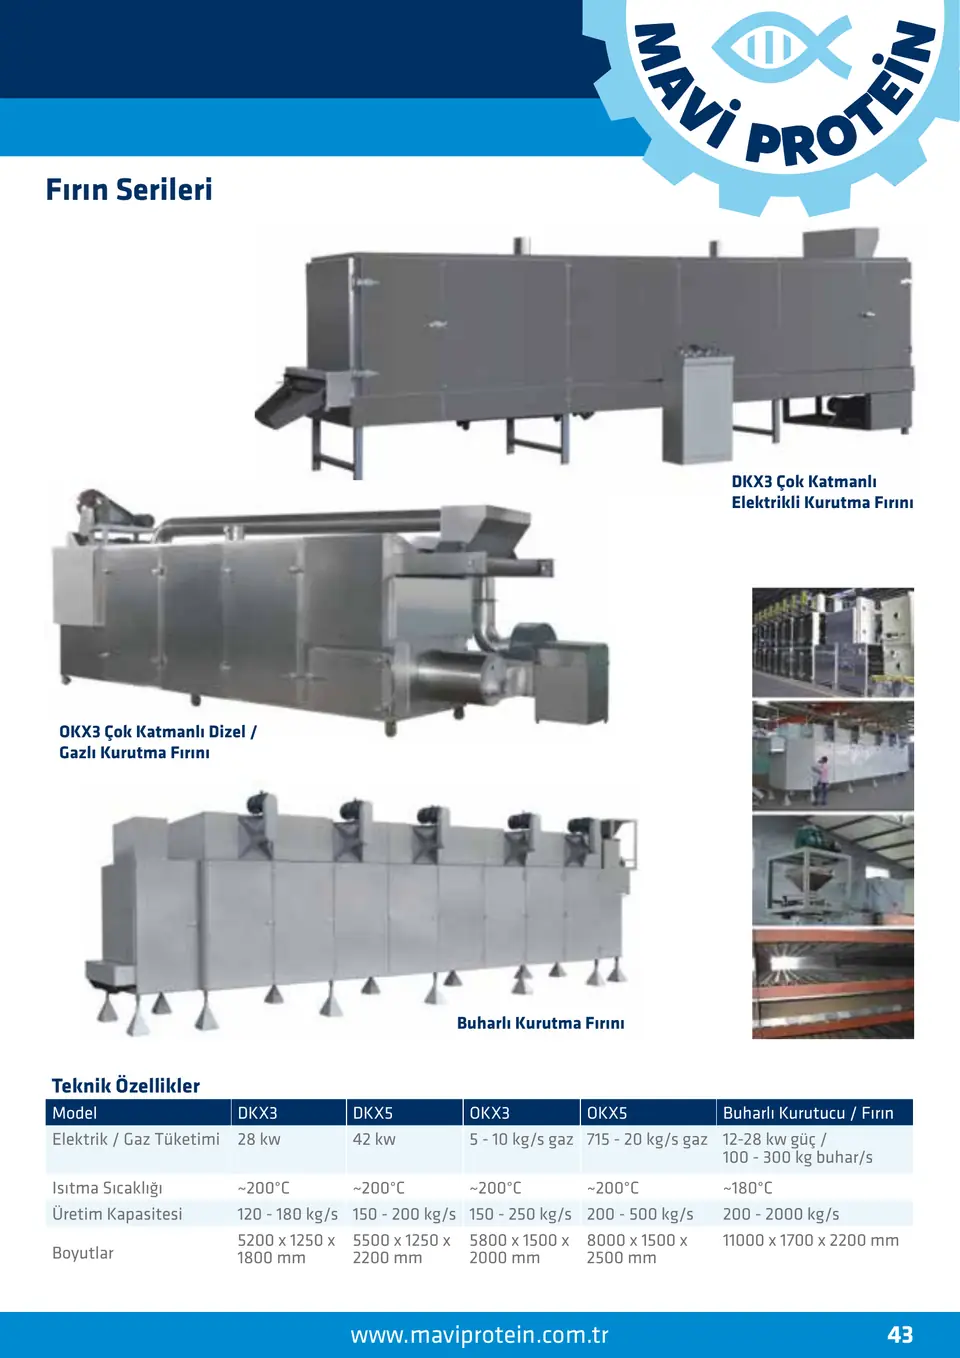 MAVİ PROTEİN
Fırın Serileri
DKX3 Çok Katmanlı
Elektrikli Kurutma Fırını
OKX3 Çok Katmanlı Dizel /
Gazlı Kurutma Fırını
Buharlı Kurutma Fırını
Teknik Özellikler
Model DKX3 DKX5 OKX3 OKX5 Buharlı Kurutucu / Fırın
Elektrik / Gaz Tüketimi 28 kw 42 kw 5 - 10 kg/s gaz 715 - 20 kg/s gaz 12-28 kw güç /
100 - 300 kg buhar/s
Isıtma Sıcaklığı ~200°C ~200°C ~200°C ~200°C ~180°C
Üretim Kapasitesi 120 - 180 kg/s 150 - 200 kg/s 150 - 250 kg/s 200 - 500 kg/s 200 - 2000 kg/s
Boyutlar 5200 x 1250 x 5500 x 1250 x 5800 x 1500 x 8000 x 1500 x 11000 x 1700 x 2200 mm
1800 mm 2200 mm 2000 mm 2500 mm
www.maviprotein.com.tr 43